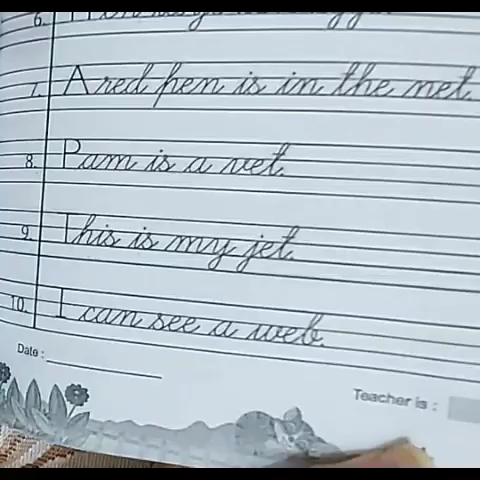 6.
7. A red pen is in the net.
8. Pam is a vet.
9. This is my jet.
10. I can see a web.
Date :
Teacher is :